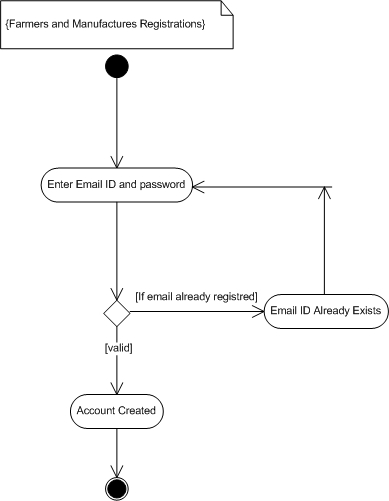 {Farmers and Manufactures Registrations}
Enter Email ID and password
[If email already registred]
Email ID Already Exists
[valid]
Account Created